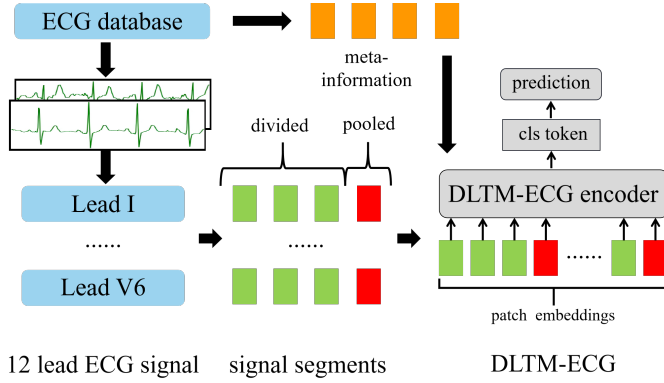 ECG database
meta-
information
prediction
cls token
divided
pooled
DLTM-ECG encoder
Lead I
......
......
......
Lead V6
patch embeddings
12 lead ECG signal
signal segments
DLTM-ECG